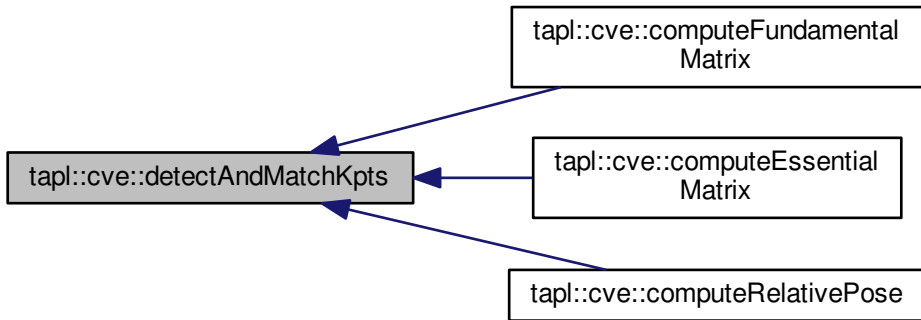 tapl::cve::computeFundamental
Matrix
tapl::cve::detectAndMatchKpts
tapl::cve::computeEssential
Matrix
tapl::cve::computeRelativePose